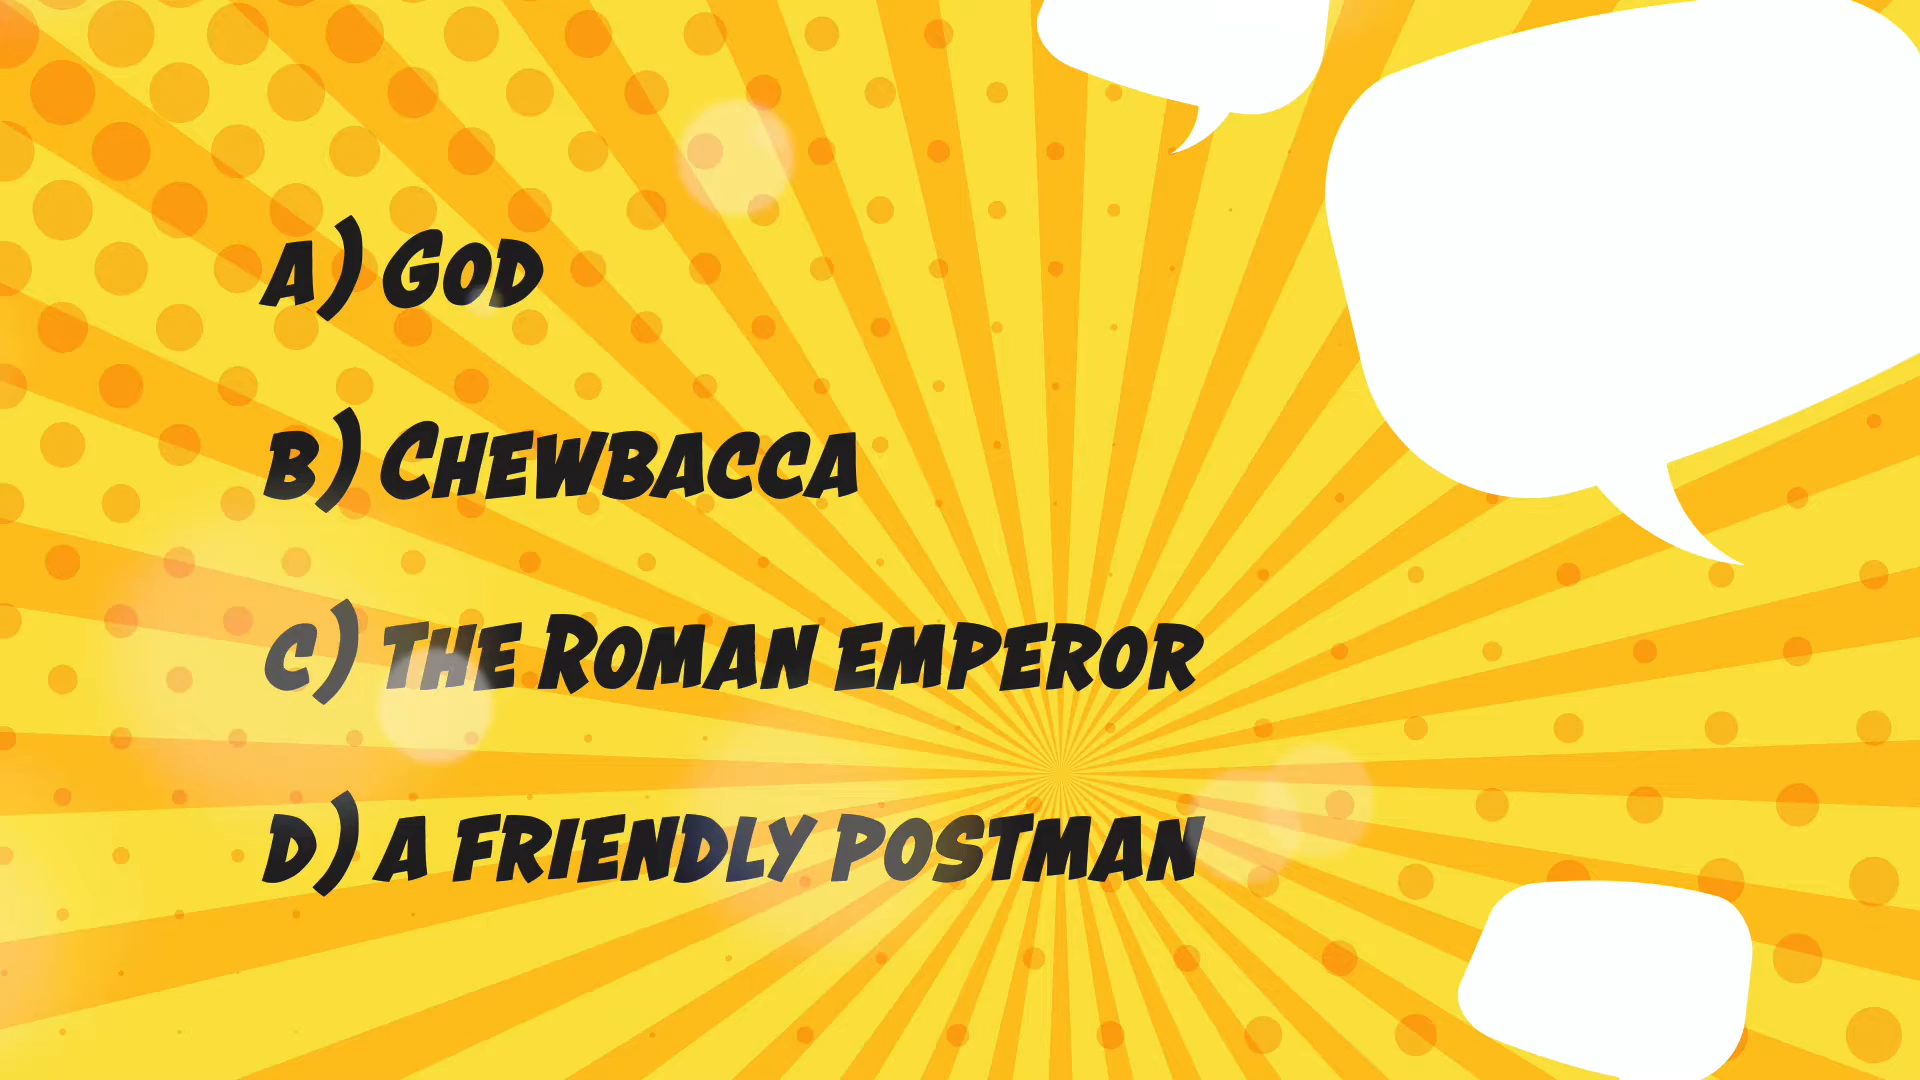 A) God
B) Chewbacca
C) The Roman Emperor
D) A friendly postman